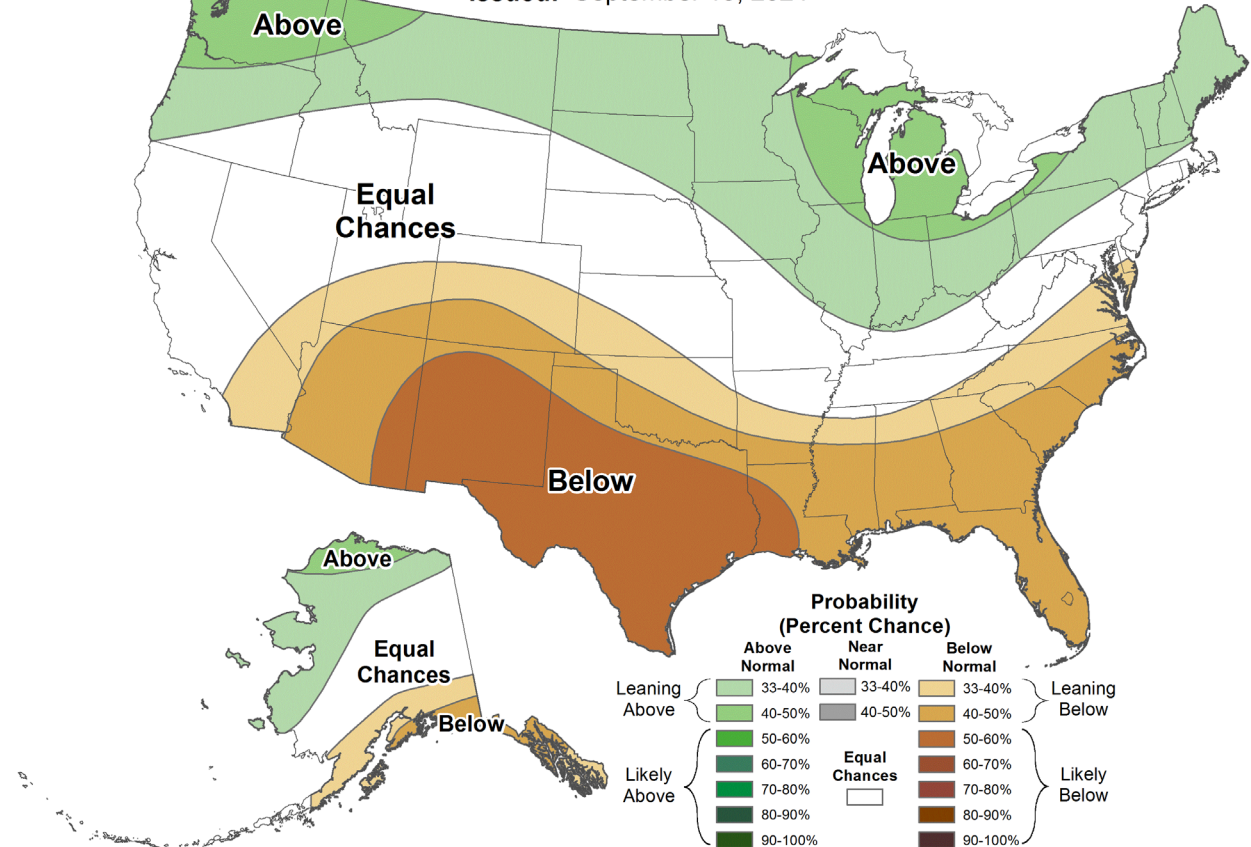 Above
Above
Equal
Chances
Below
Above
Equal
Chances
Below
Probability
(Percent Chance)
Above
Normal
Near
Normal
Below
Normal
Leaning
Above
33-40%
33-40%
33-40%
Leaning
Below
40-50%
40-50%
40-50%
50-60%
50-60%
60-70%
60-70%
Equal
Chances
Likely
Above
70-80%
70-80%
Likely
Below
80-90%
80-90%
90-100%
90-100%